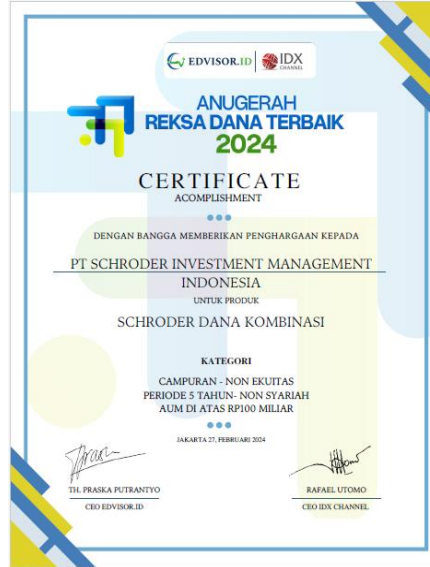 EDVISOR.ID IDX
CHANNEL
ANUGERAH
REKSA DANA TERBAIK
2024
CERTIFICATE
ACOMPLISHMENT
DENGAN BANGGA MEMBERIKAN PENGHARGAAN KEPADA
PT SCHRODER INVESTMENT MANAGEMENT
INDONESIA
UNTUK PRODUK
SCHRODER DANA KOMBINASI
KATEGORI
CAMPURAN - NON EKUITAS
PERIODE 5 TAHUN- NON SYARIAH
AUM DI ATAS RP100 MILIAR
JAKARTA 27, FEBRUARI 2024
TH. PRASKA PUTRANTYO RAFAEL UTOMO
CEO EDVISOR.ID CEO IDX CHANNEL